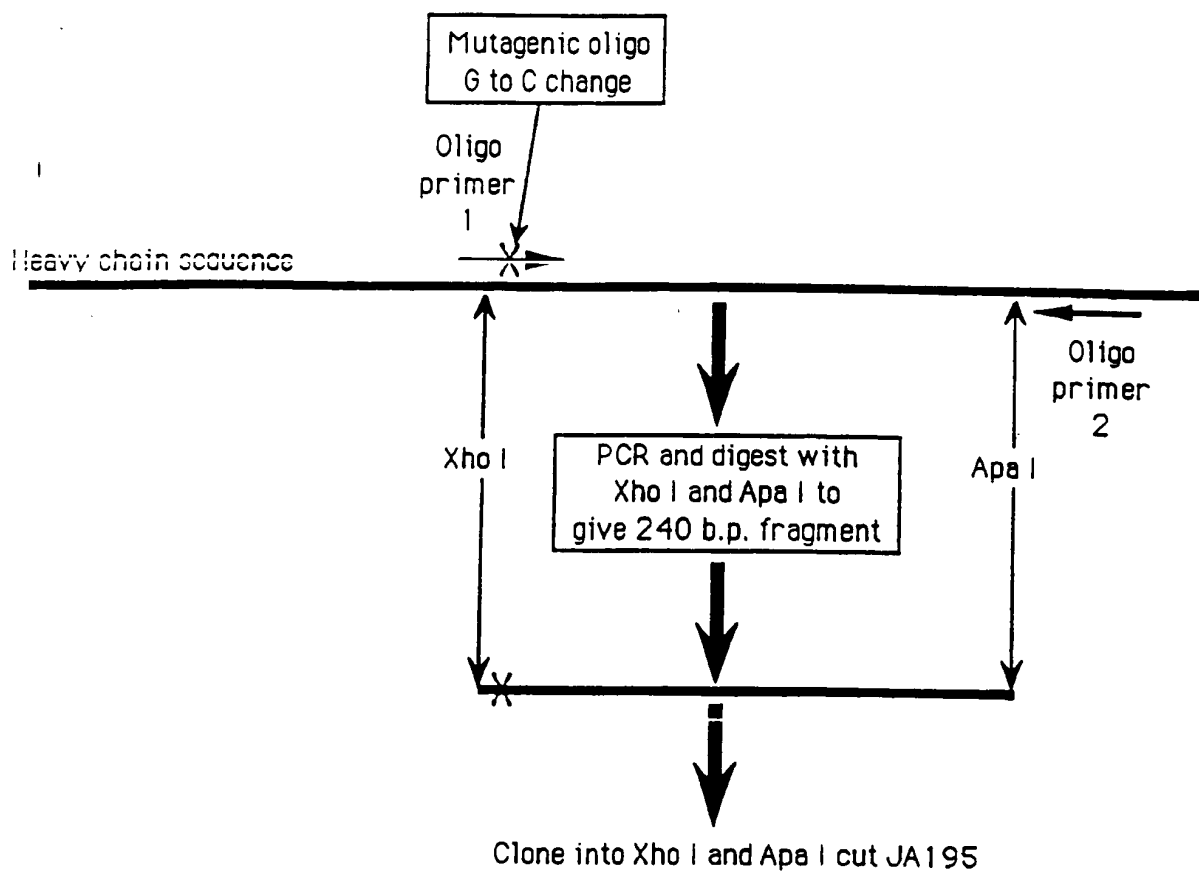 Mutagenic oligo
G to C change
Oligo
primer
1
Heavy chain sequence
Oligo
primer
2
Xho I
PCR and digest with
Xho I and Apa I to
give 240 b.p. fragment
Apa I
Clone into Xho I and Apa I cut JA195